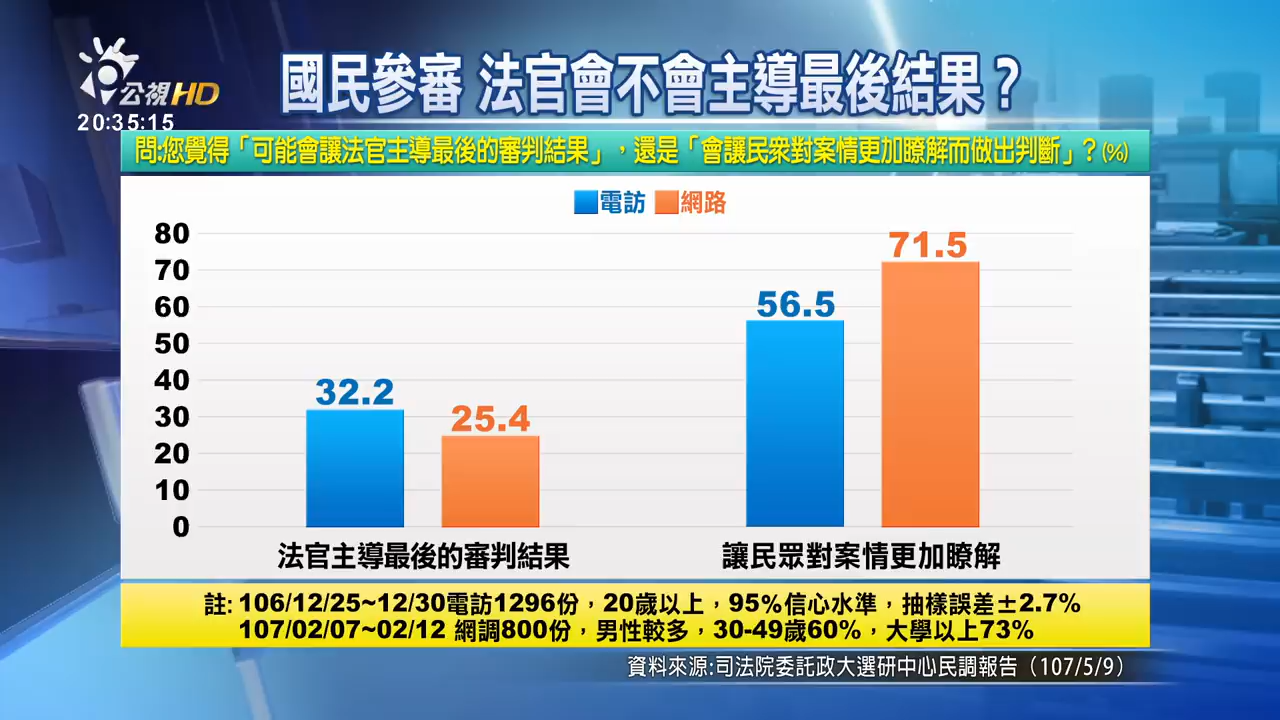 公視HD
20:35:15
國民參審 法官會不會主導最後結果？
問:您覺得「可能會讓法官主導最後的審判結果」，還是「會讓民眾對案情更加瞭解而做出判斷」？(%)
電訪 網路
80
70
60
50
40
30
20
10
0
32.2
25.4
56.5
71.5
法官主導最後的審判結果
讓民眾對案情更加瞭解
註: 106/12/25~12/30電訪1296份，20歲以上，95%信心水準，抽樣誤差±2.7%
107/02/07~02/12 網調800份，男性較多，30-49歲60%，大學以上73%
資料來源:司法院委託政大選研中心民調報告（107/5/9）